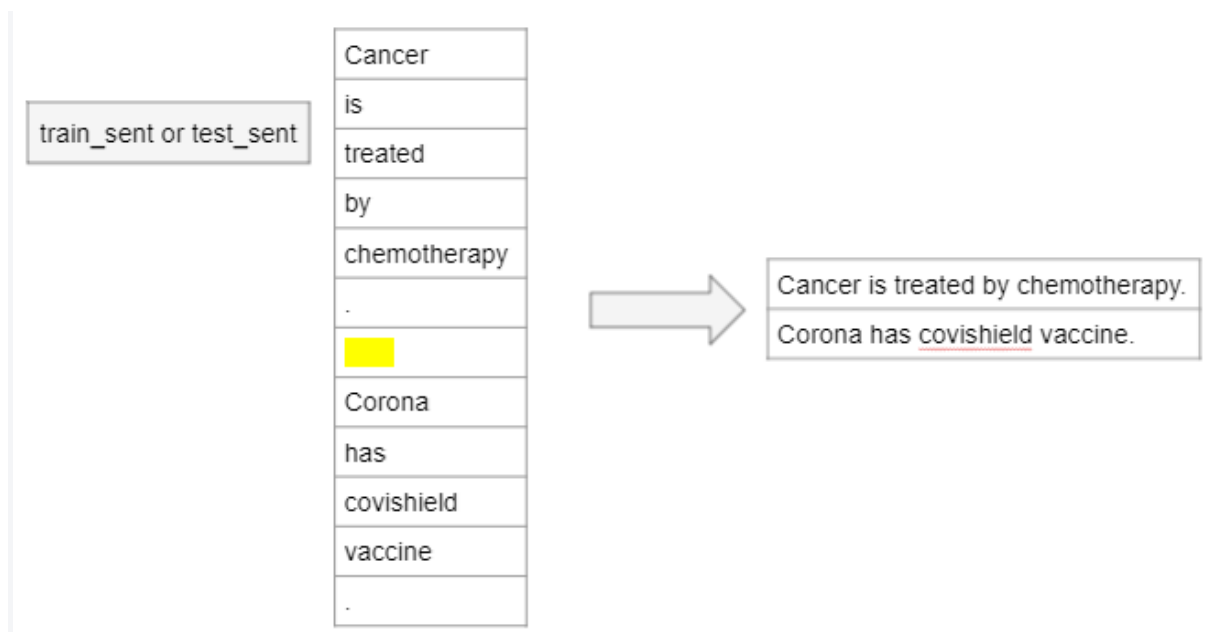 train_sent or test_sent
Cancer
is
treated
by
chemotherapy
.
Corona
has
covishield
vaccine
.
Cancer is treated by chemotherapy.
Corona has covishield vaccine.